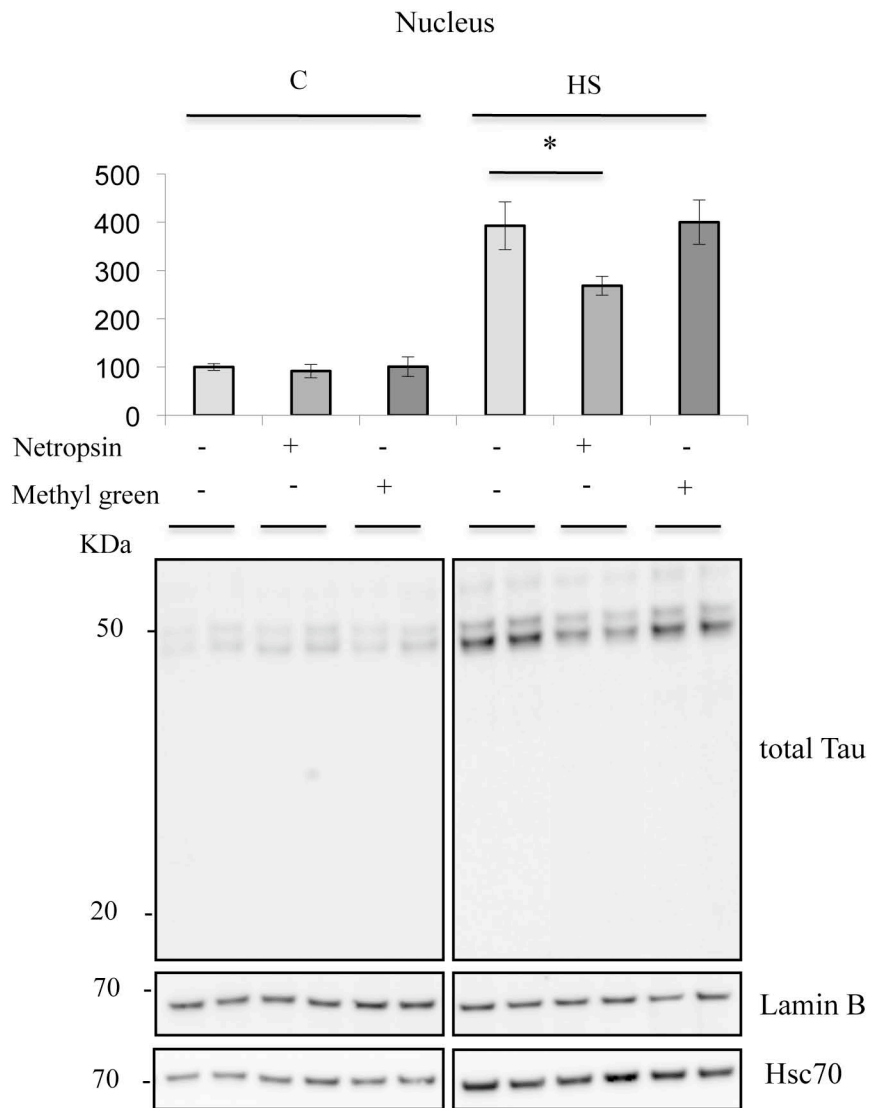 Nucleus
C HS
*
500
400
300
200
100
0
Netropsin - + - - + -
Methyl green - - + - - +
KDa
50 -
total Tau
20 -
70 - Lamin B
70 - Hsc70